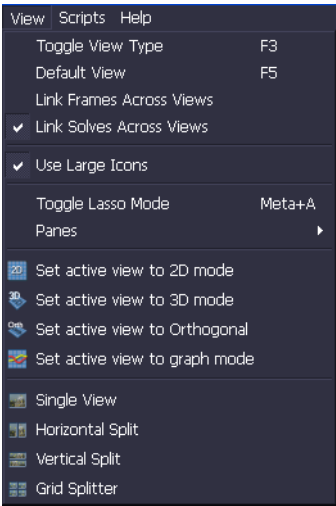 View Scripts Help
Toggle View Type F3
Default View F5
Link Frames Across Views
Link Solves Across Views
Use Large Icons
Toggle Lasso Mode Meta+A
Panes
2D Set active view to 2D mode
3D Set active view to 3D mode
Orth Set active view to Orthogonal
Set active view to graph mode
Single View
Horizontal Split
Vertical Split
Grid Splitter